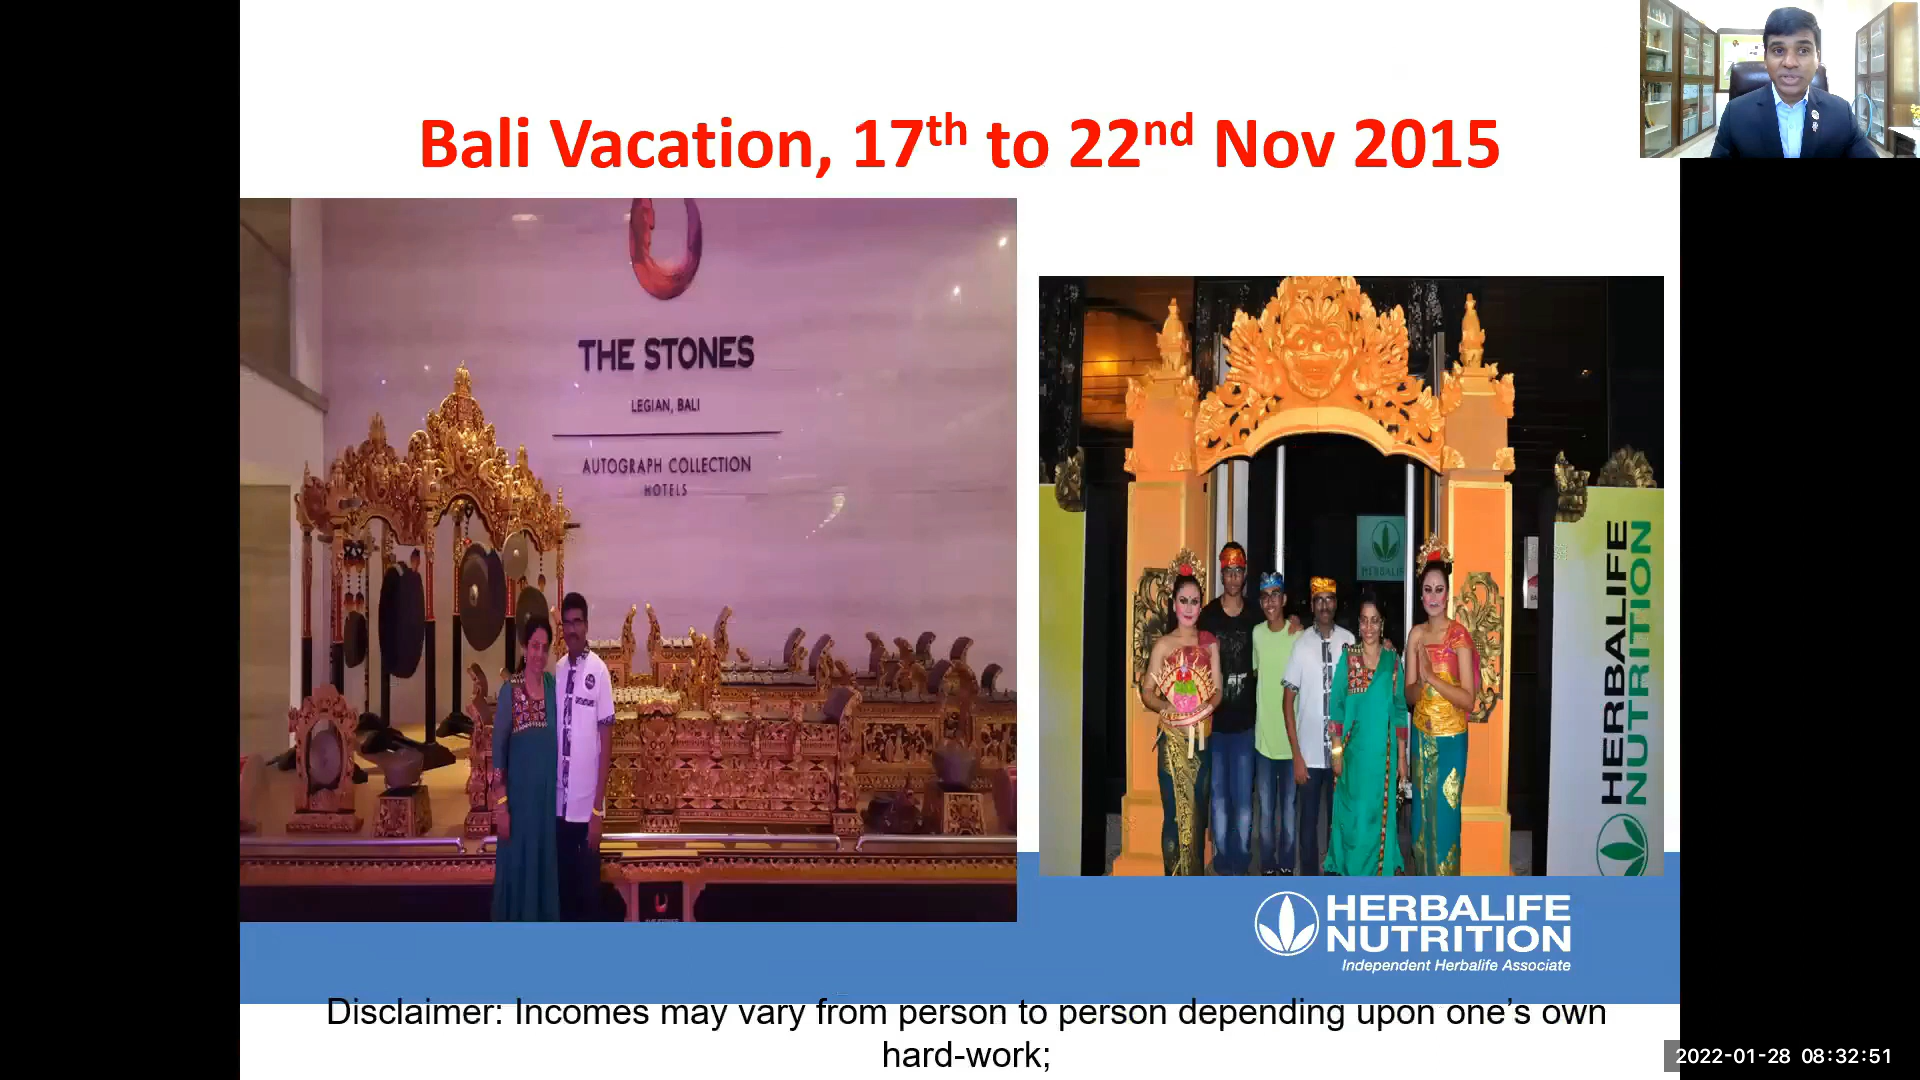 Bali Vacation, 17th to 22nd Nov 2015
THE STONES
LEGIAN, BALI
AUTOGRAPH COLLECTION
HOTELS
HERBALIFE
HERBALIFE
NUTRITION
HERBALIFE
NUTRITION
Independent Herbalife Associate
Disclaimer: Incomes may vary from person to person depending upon one’s own
hard-work;
2022-01-28 08:32:51